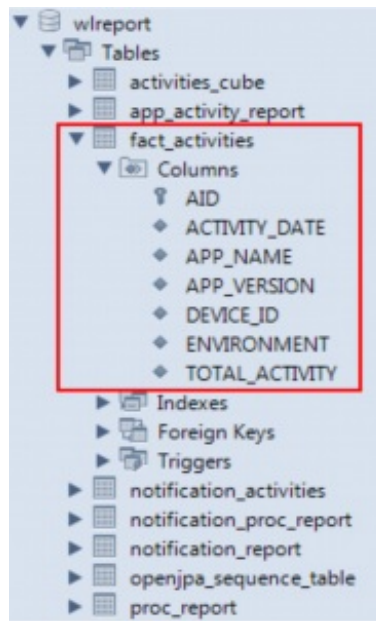 wlreport
Tables
activities_cube
app_activity_report
fact_activities
Columns
AID
ACTIVITY_DATE
APP_NAME
APP_VERSION
DEVICE_ID
ENVIRONMENT
TOTAL_ACTIVITY
Indexes
Foreign Keys
Triggers
notification_activities
notification_proc_report
notification_report
openjpa_sequence_table
proc_report